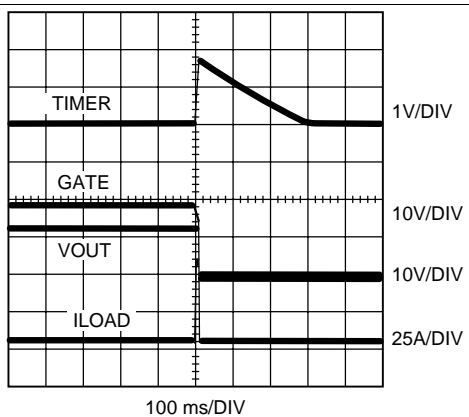 TIMER
1V/DIV
GATE
10V/DIV
VOUT
10V/DIV
ILOAD
25A/DIV
100 ms/DIV